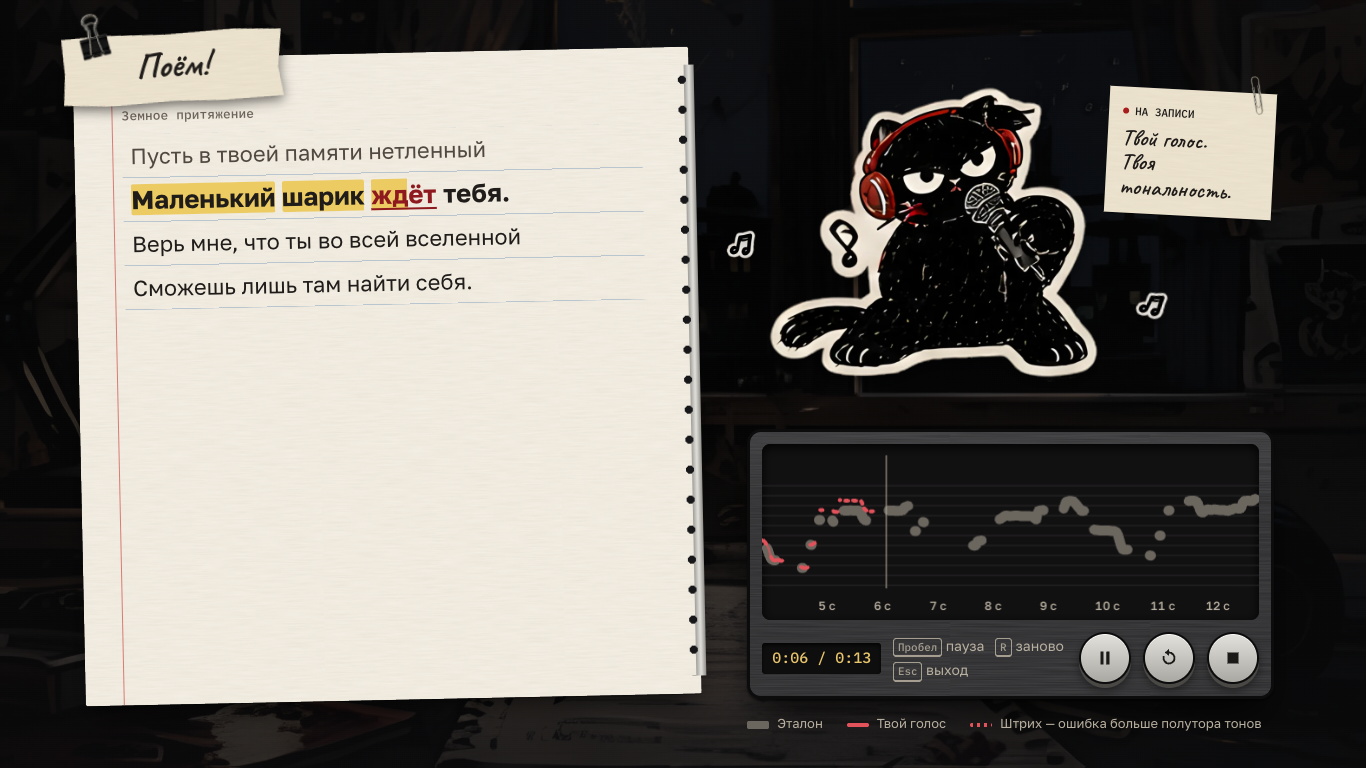 Поём!
Земное притяжение
Пусть в твоей памяти нетленный
Маленький шарик ждёт тебя.
Верь мне, что ты во всей вселенной
Сможешь лишь там найти себя.
НА ЗАПИСИ
Твой голос.
Твоя
тональность.
5 с 6 с 7 с 8 с 9 с 10 с 11 с 12 с
0:06 / 0:13
Пробел пауза R заново
Esc выход
Эталон Твой голос Штрих — ошибка больше полутора тонов